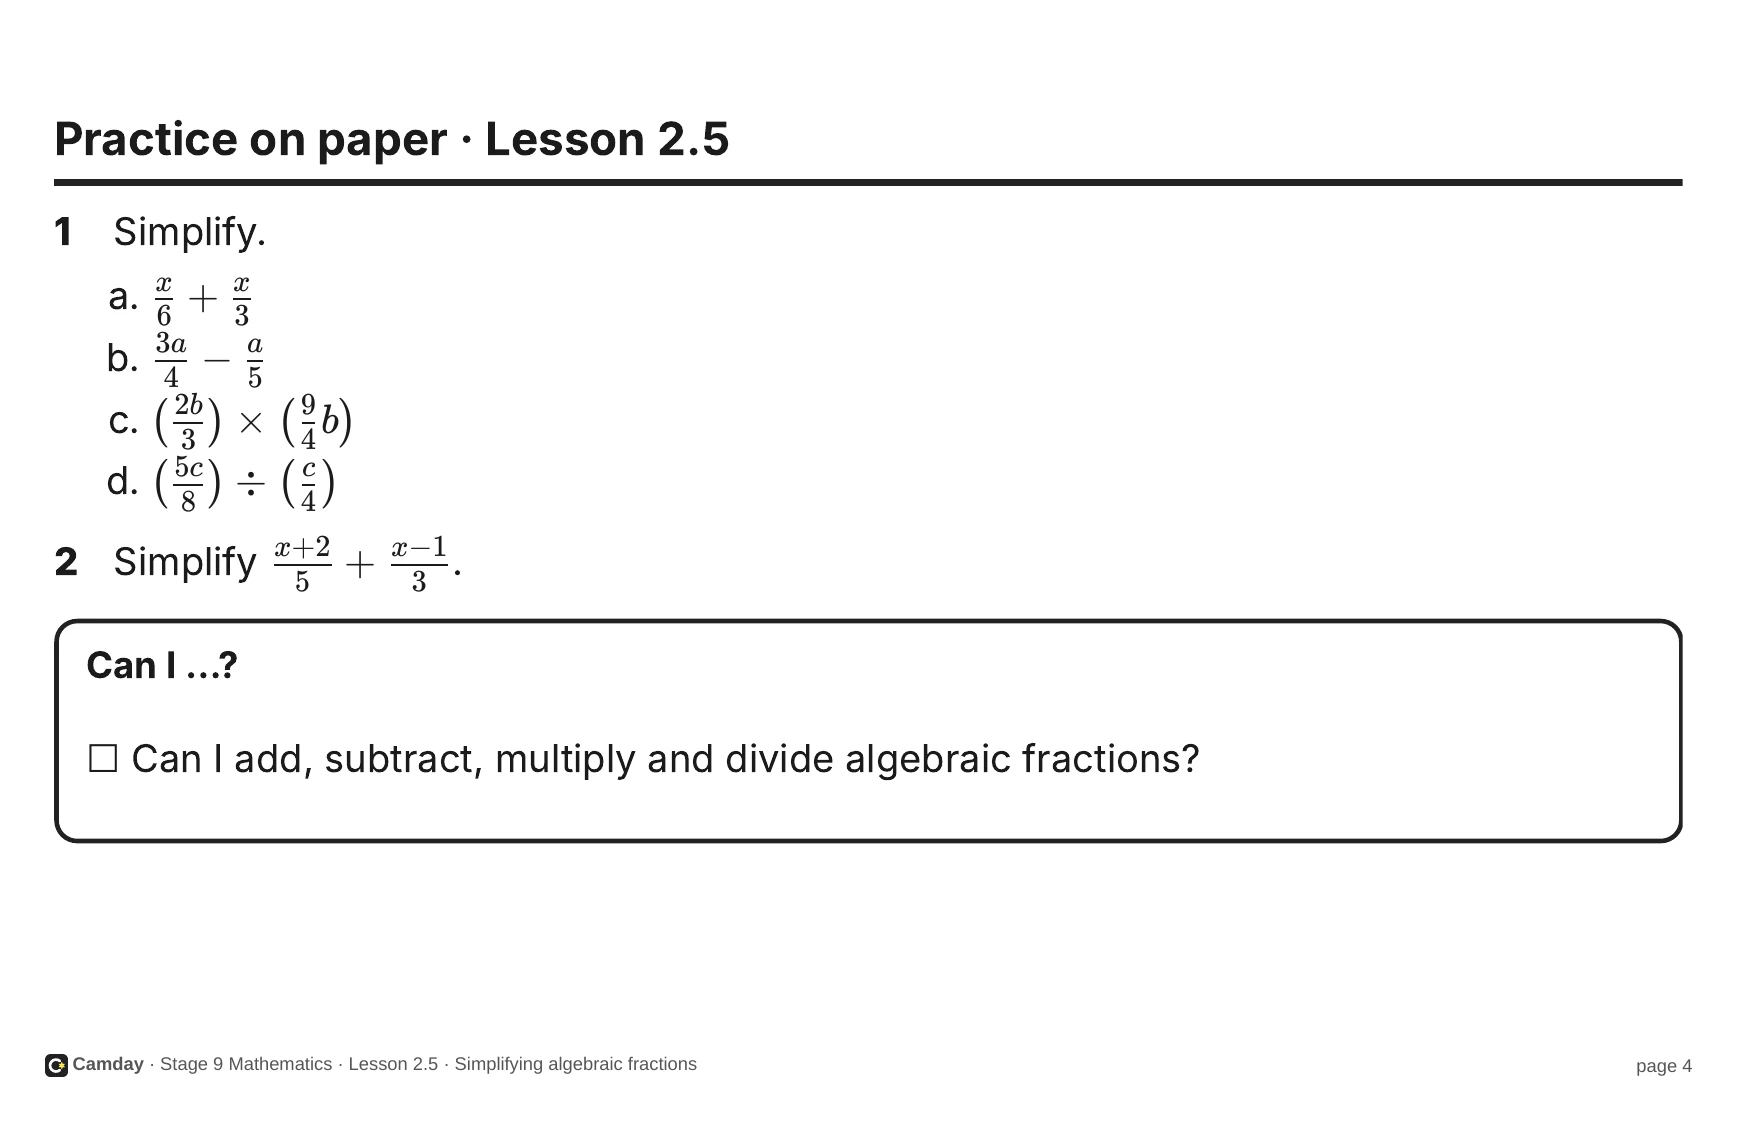 Practice on paper · Lesson 2.5
1 Simplify.
a. x/6 + x/3
b. 3a/4 − a/5
c. (2b/3) × (9/4 b)
d. (5c/8) ÷ (c/4)
2 Simplify x+2/5 + x−1/3.
Can I …?
☐ Can I add, subtract, multiply and divide algebraic fractions?
Camday · Stage 9 Mathematics · Lesson 2.5 · Simplifying algebraic fractions
page 4